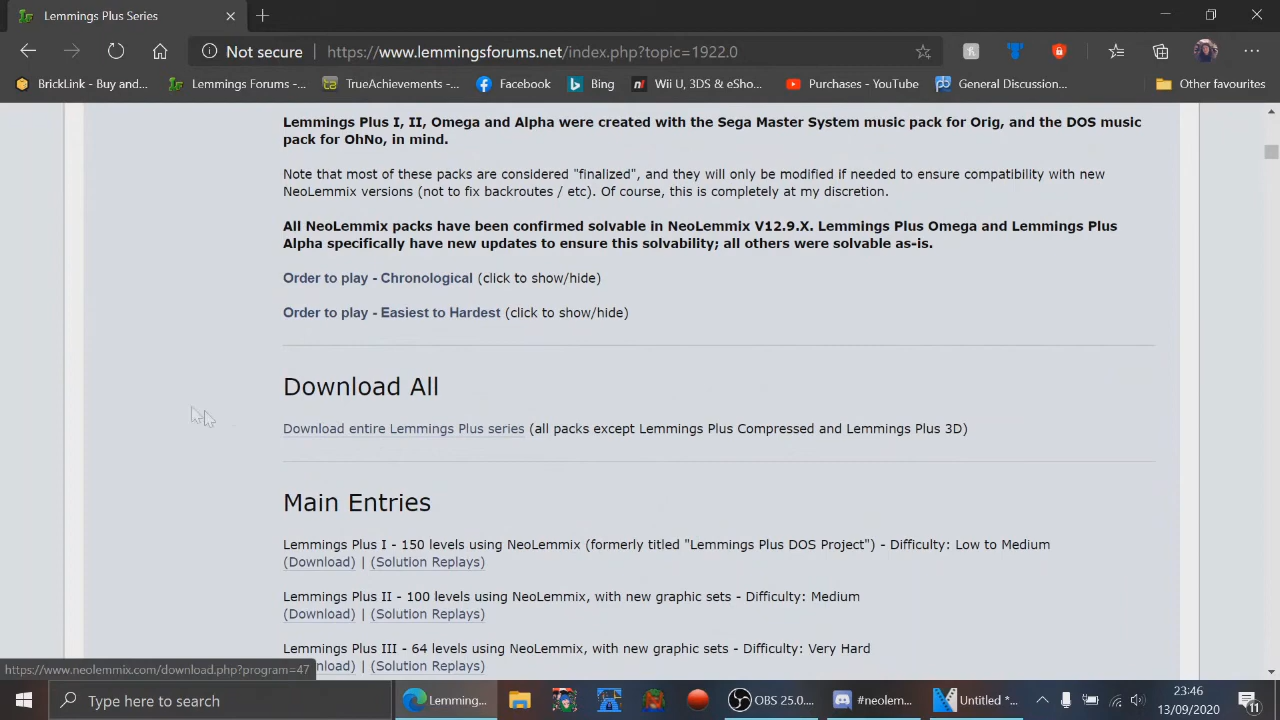 Lemmings Plus Series
Not secure | https://www.lemmingsforums.net/index.php?topic=1922.0
BrickLink - Buy and... Lemmings Forums -... TrueAchievements -... Facebook Bing Wii U, 3DS & eSho... Purchases - YouTube General Discussion... Other favourites
Lemmings Plus I, II, Omega and Alpha were created with the Sega Master System music pack for Orig, and the DOS music
pack for OhNo, in mind.
Note that most of these packs are considered "finalized", and they will only be modified if needed to ensure compatibility with new
NeoLemmix versions (not to fix backroutes / etc). Of course, this is completely at my discretion.
All NeoLemmix packs have been confirmed solvable in NeoLemmix V12.9.X. Lemmings Plus Omega and Lemmings Plus
Alpha specifically have new updates to ensure this solvability; all others were solvable as-is.
Order to play - Chronological (click to show/hide)
Order to play - Easiest to Hardest (click to show/hide)
Download All
Download entire Lemmings Plus series (all packs except Lemmings Plus Compressed and Lemmings Plus 3D)
Main Entries
Lemmings Plus I - 150 levels using NeoLemmix (formerly titled "Lemmings Plus DOS Project") - Difficulty: Low to Medium
(Download) | (Solution Replays)
Lemmings Plus II - 100 levels using NeoLemmix, with new graphic sets - Difficulty: Medium
(Download) | (Solution Replays)
Lemmings Plus III - 64 levels using NeoLemmix, with new graphic sets - Difficulty: Very Hard
https://www.neolemmix.com/download.php?program=47 nload) | (Solution Replays)
Type here to search Lemming... OBS 25.0.... #neolem... Untitled *... 23:46
13/09/2020 11